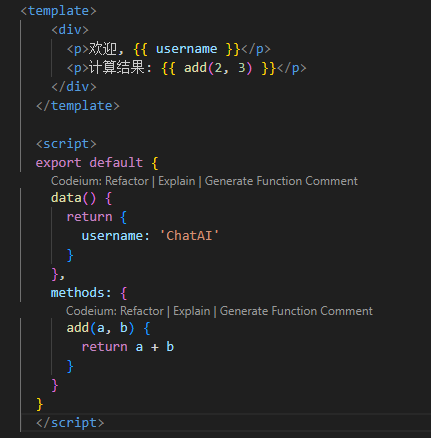 <template>
<div>
<p>欢迎, {{ username }}</p>
<p>计算结果: {{ add(2, 3) }}</p>
</div>
</template>
<script>
export default {
Codeium: Refactor | Explain | Generate Function Comment
data() {
return {
username: 'ChatAI'
}
},
methods: {
Codeium: Refactor | Explain | Generate Function Comment
add(a, b) {
return a + b
}
}
}
</script>